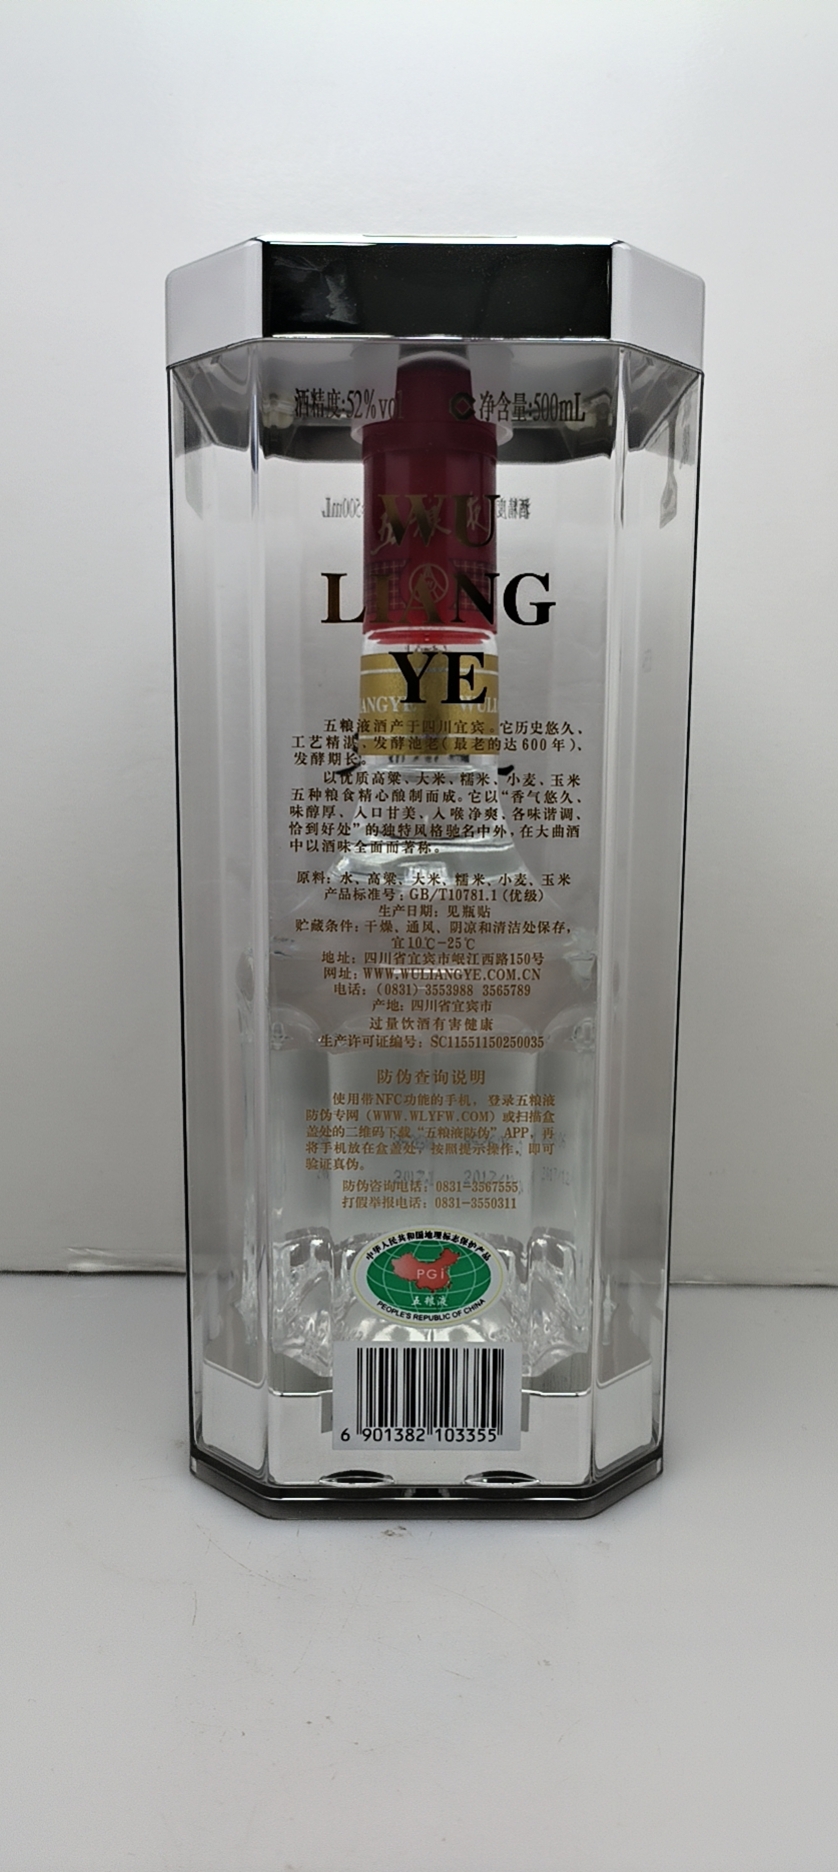 酒精度:52%vol 净含量:500mL
WU
LIANG
YE
五粮液酒产于四川宜宾。它历史悠久、
工艺精湛、发酵池老(最老的达600年)、
发酵期长。
以优质高粱、大米、糯米、小麦、玉米
五种粮食精心酿制而成。它以“香气悠久、
味醇厚、入口甘美、入喉净爽、各味谐调、
恰到好处”的独特风格驰名中外,在大曲酒
中以酒味全面而著称。
原料:水、高粱、大米、糯米、小麦、玉米
产品标准号:GB/T10781.1(优级)
生产日期:见瓶贴
贮藏条件:干燥、通风、阴凉和清洁处保存,
宜10℃-25℃
地址:四川省宜宾市岷江西路150号
网址:WWW.WULIANGYE.COM.CN
电话:(0831)3553988 3565789
产地:四川省宜宾市
过量饮酒有害健康
生产许可证编号:SC11551150250035
防伪查询说明
使用带NFC功能的手机,登录五粮液
防伪专网(WWW.WLYFW.COM)或扫描盒
盖处的二维码下载“五粮液防伪”APP,再
将手机放在盒盖处,按照提示操作,即可
验证真伪。
防伪咨询电话:0831-3567555
打假举报电话:0831-3550311
中华人民共和国地理标志保护产品
PGI
五粮液
PEOPLE'S REPUBLIC OF CHINA
6 901382 103355